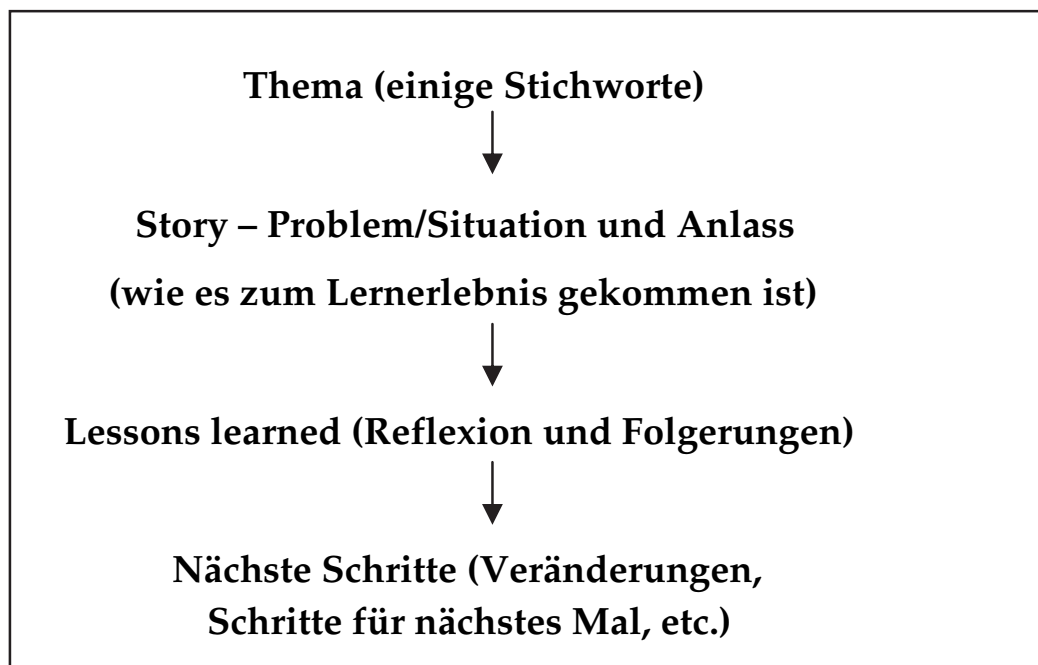 Thema (einige Stichworte)
Story – Problem/Situation und Anlass
(wie es zum Lernerlebnis gekommen ist)
Lessons learned (Reflexion und Folgerungen)
Nächste Schritte (Veränderungen,
Schritte für nächstes Mal, etc.)